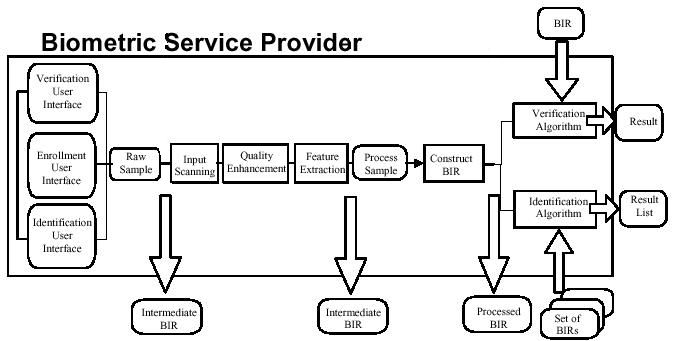 BIR
Biometric Service Provider
Verification
User
Interface
Enrollment
User
Interface
Identification
User
Interface
Raw
Sample
Input
Scanning
Quality
Enhancement
Feature
Extraction
Process
Sample
Construct
BIR
Verification
Algorithm
Result
Identification
Algorithm
Result
List
Intermediate
BIR
Intermediate
BIR
Processed
BIR
Set of
BIRs